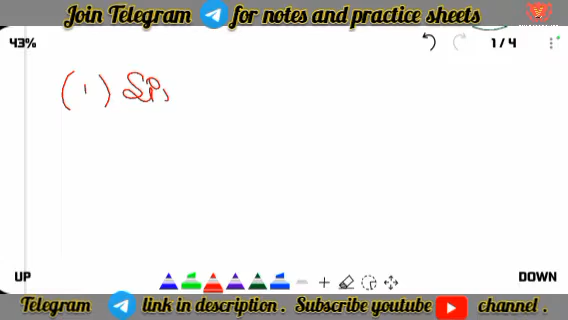 Join Telegram for notes and practice sheets
43%
1/4
(1) SP
UP
DOWN
Telegram link in description . Subscribe youtube channel .